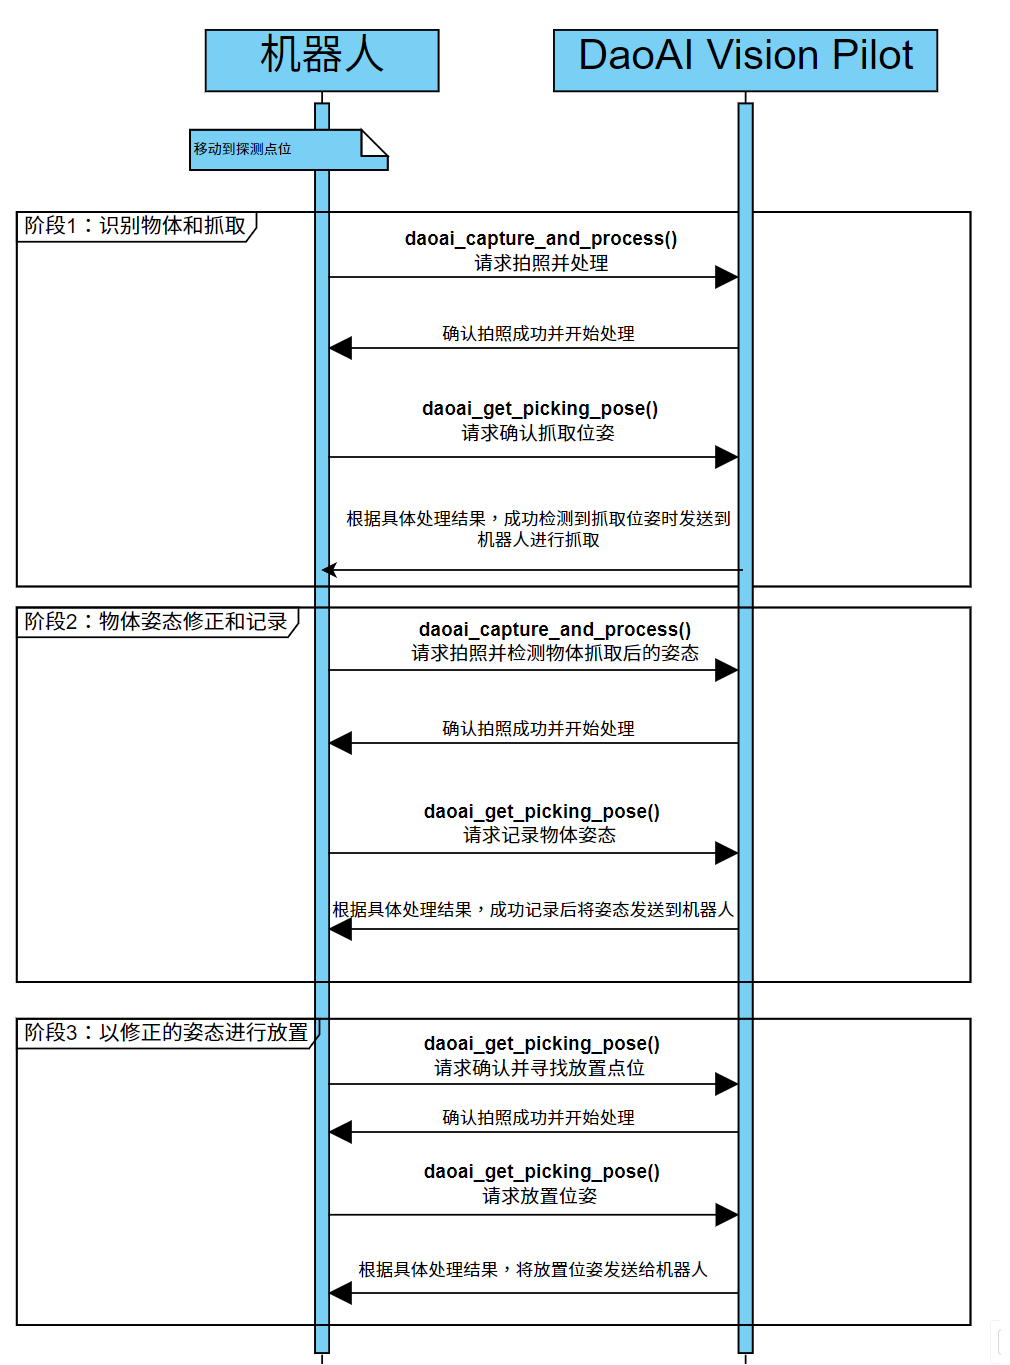 机器人
DaoAI Vision Pilot
移动到探测点位
阶段1：识别物体和抓取
daoai_capture_and_process()
请求拍照并处理
确认拍照成功并开始处理
daoai_get_picking_pose()
请求确认抓取位姿
根据具体处理结果，成功检测到抓取位姿时发送到
机器人进行抓取
阶段2：物体姿态修正和记录
daoai_capture_and_process()
请求拍照并检测物体抓取后的姿态
确认拍照成功并开始处理
daoai_get_picking_pose()
请求记录物体姿态
根据具体处理结果，成功记录后将姿态发送到机器人
阶段3：以修正的姿态进行放置
daoai_get_picking_pose()
请求确认并寻找放置点位
确认拍照成功并开始处理
daoai_get_picking_pose()
请求放置位姿
根据具体处理结果，将放置位姿发送给机器人